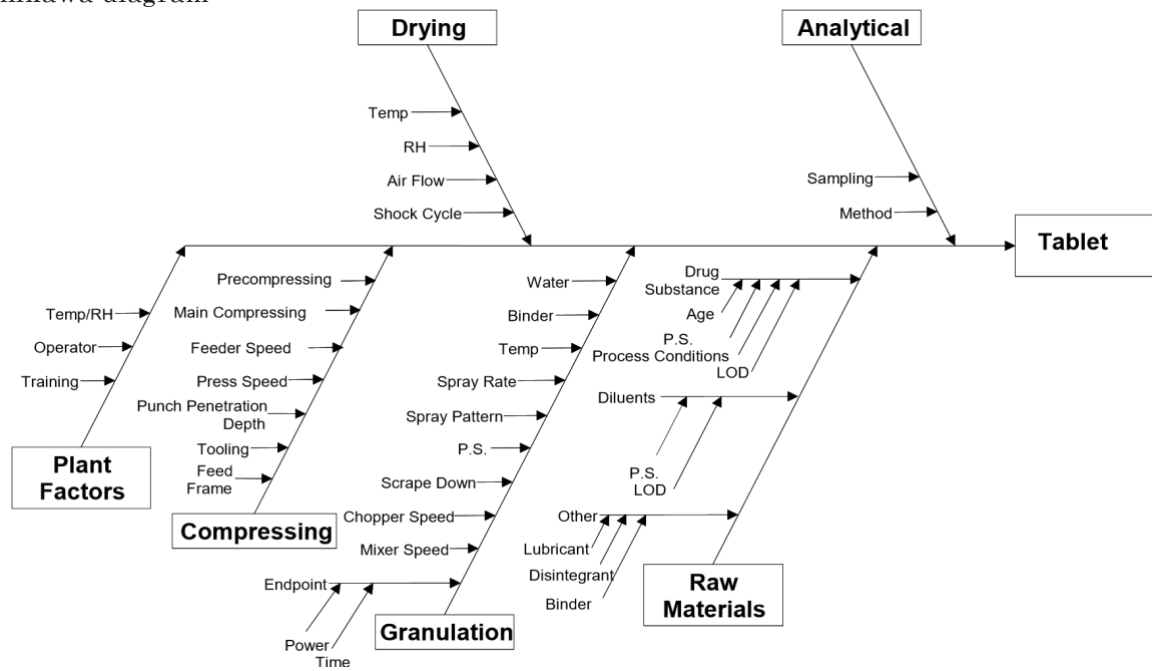 diagram
Drying
Analytical
Temp
RH
Air Flow
Shock Cycle
Sampling
Method
Tablet
Precompressing
Main Compressing
Feeder Speed
Press Speed
Punch Penetration
Depth
Tooling
Feed
Frame
Temp/RH
Operator
Training
Plant
Factors
Compressing
Water
Binder
Temp
Spray Rate
Spray Pattern
P.S.
Scrape Down
Chopper Speed
Mixer Speed
Endpoint
Power
Time
Granulation
Drug
Substance
Age
P.S.
Process Conditions
LOD
Diluents
P.S.
LOD
Other
Lubricant
Disintegrant
Binder
Raw
Materials